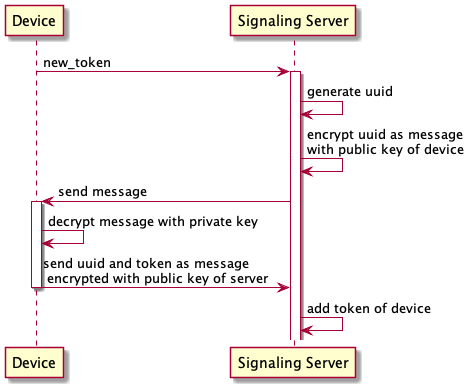 Device
Signaling Server
new_token
generate uuid
encrypt uuid as message
with public key of device
send message
decrypt message with private key
send uuid and token as message
encrypted with public key of server
add token of device
Device
Signaling Server